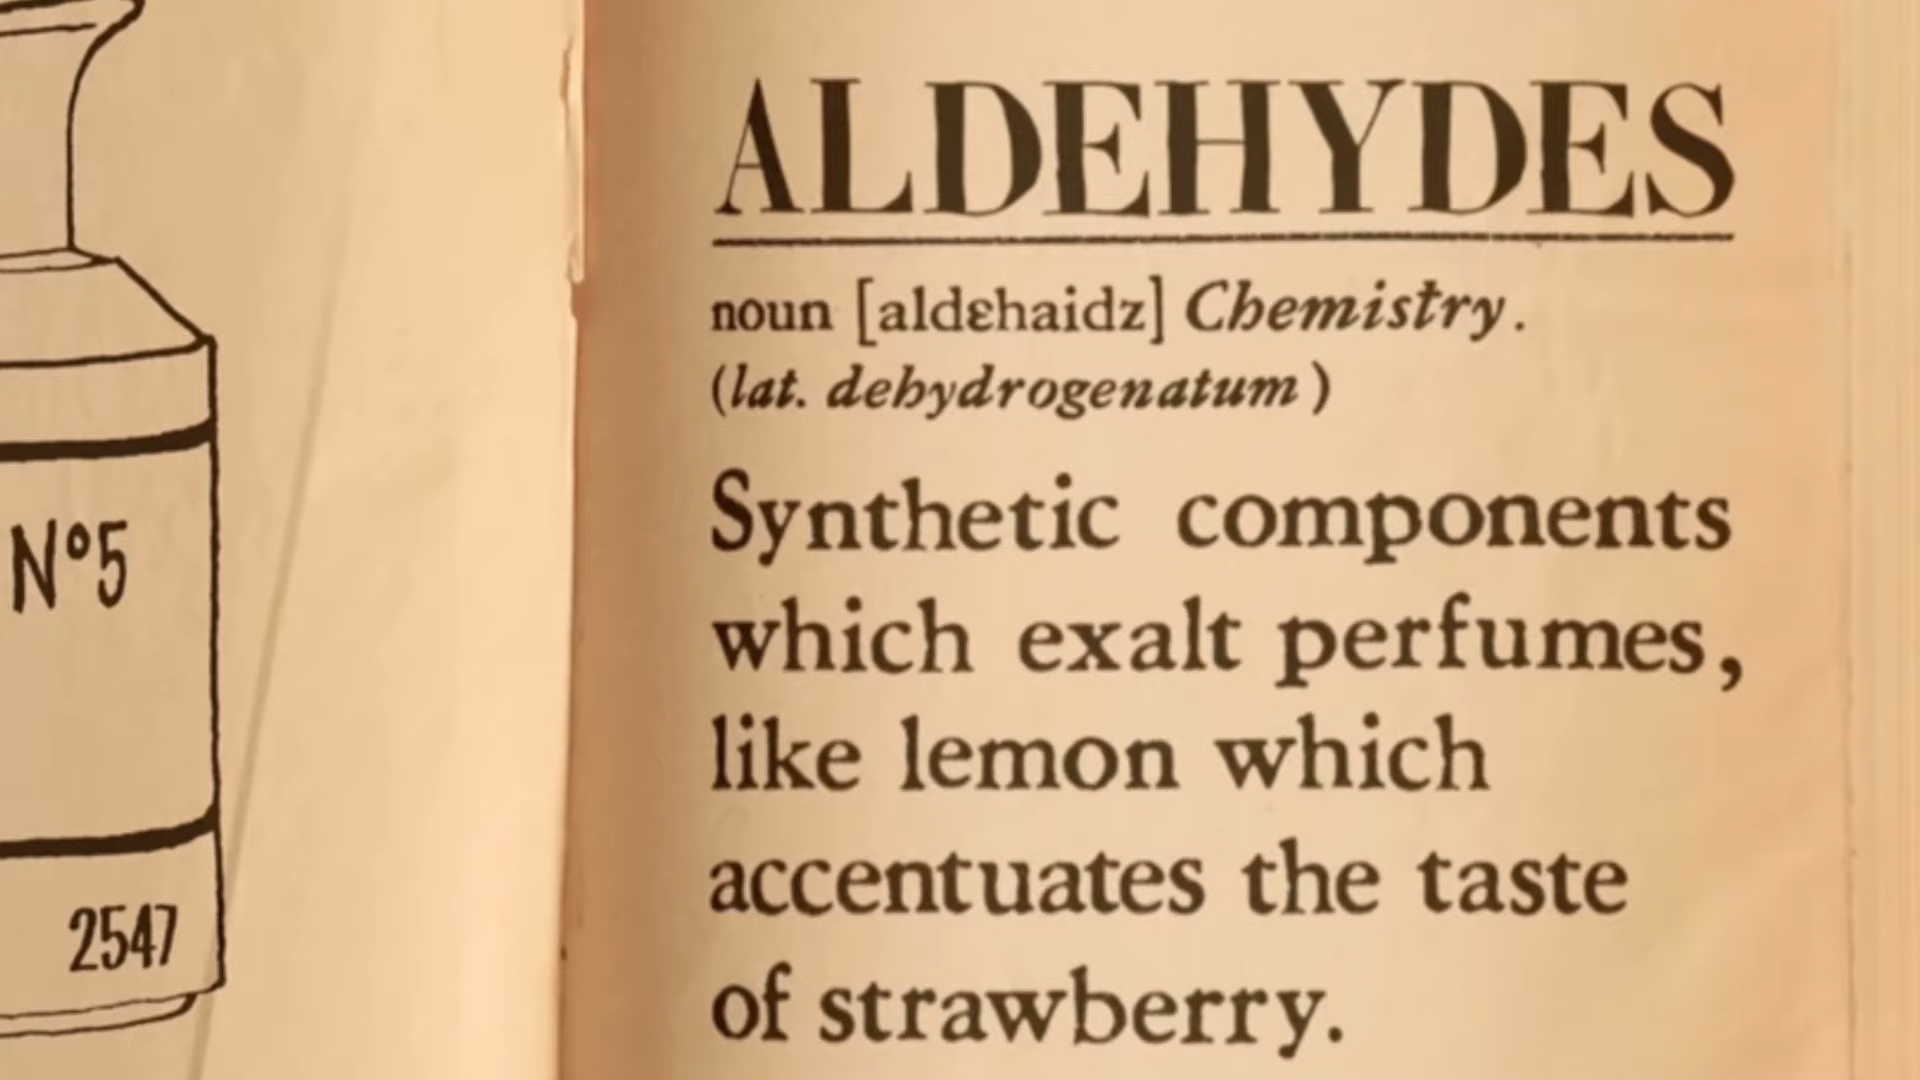 N°5
2547
ALDEHYDES
noun [aldɛhaidz] Chemistry.
(lat. dehydrogenatum)
Synthetic components
which exalt perfumes,
like lemon which
accentuates the taste
of strawberry.